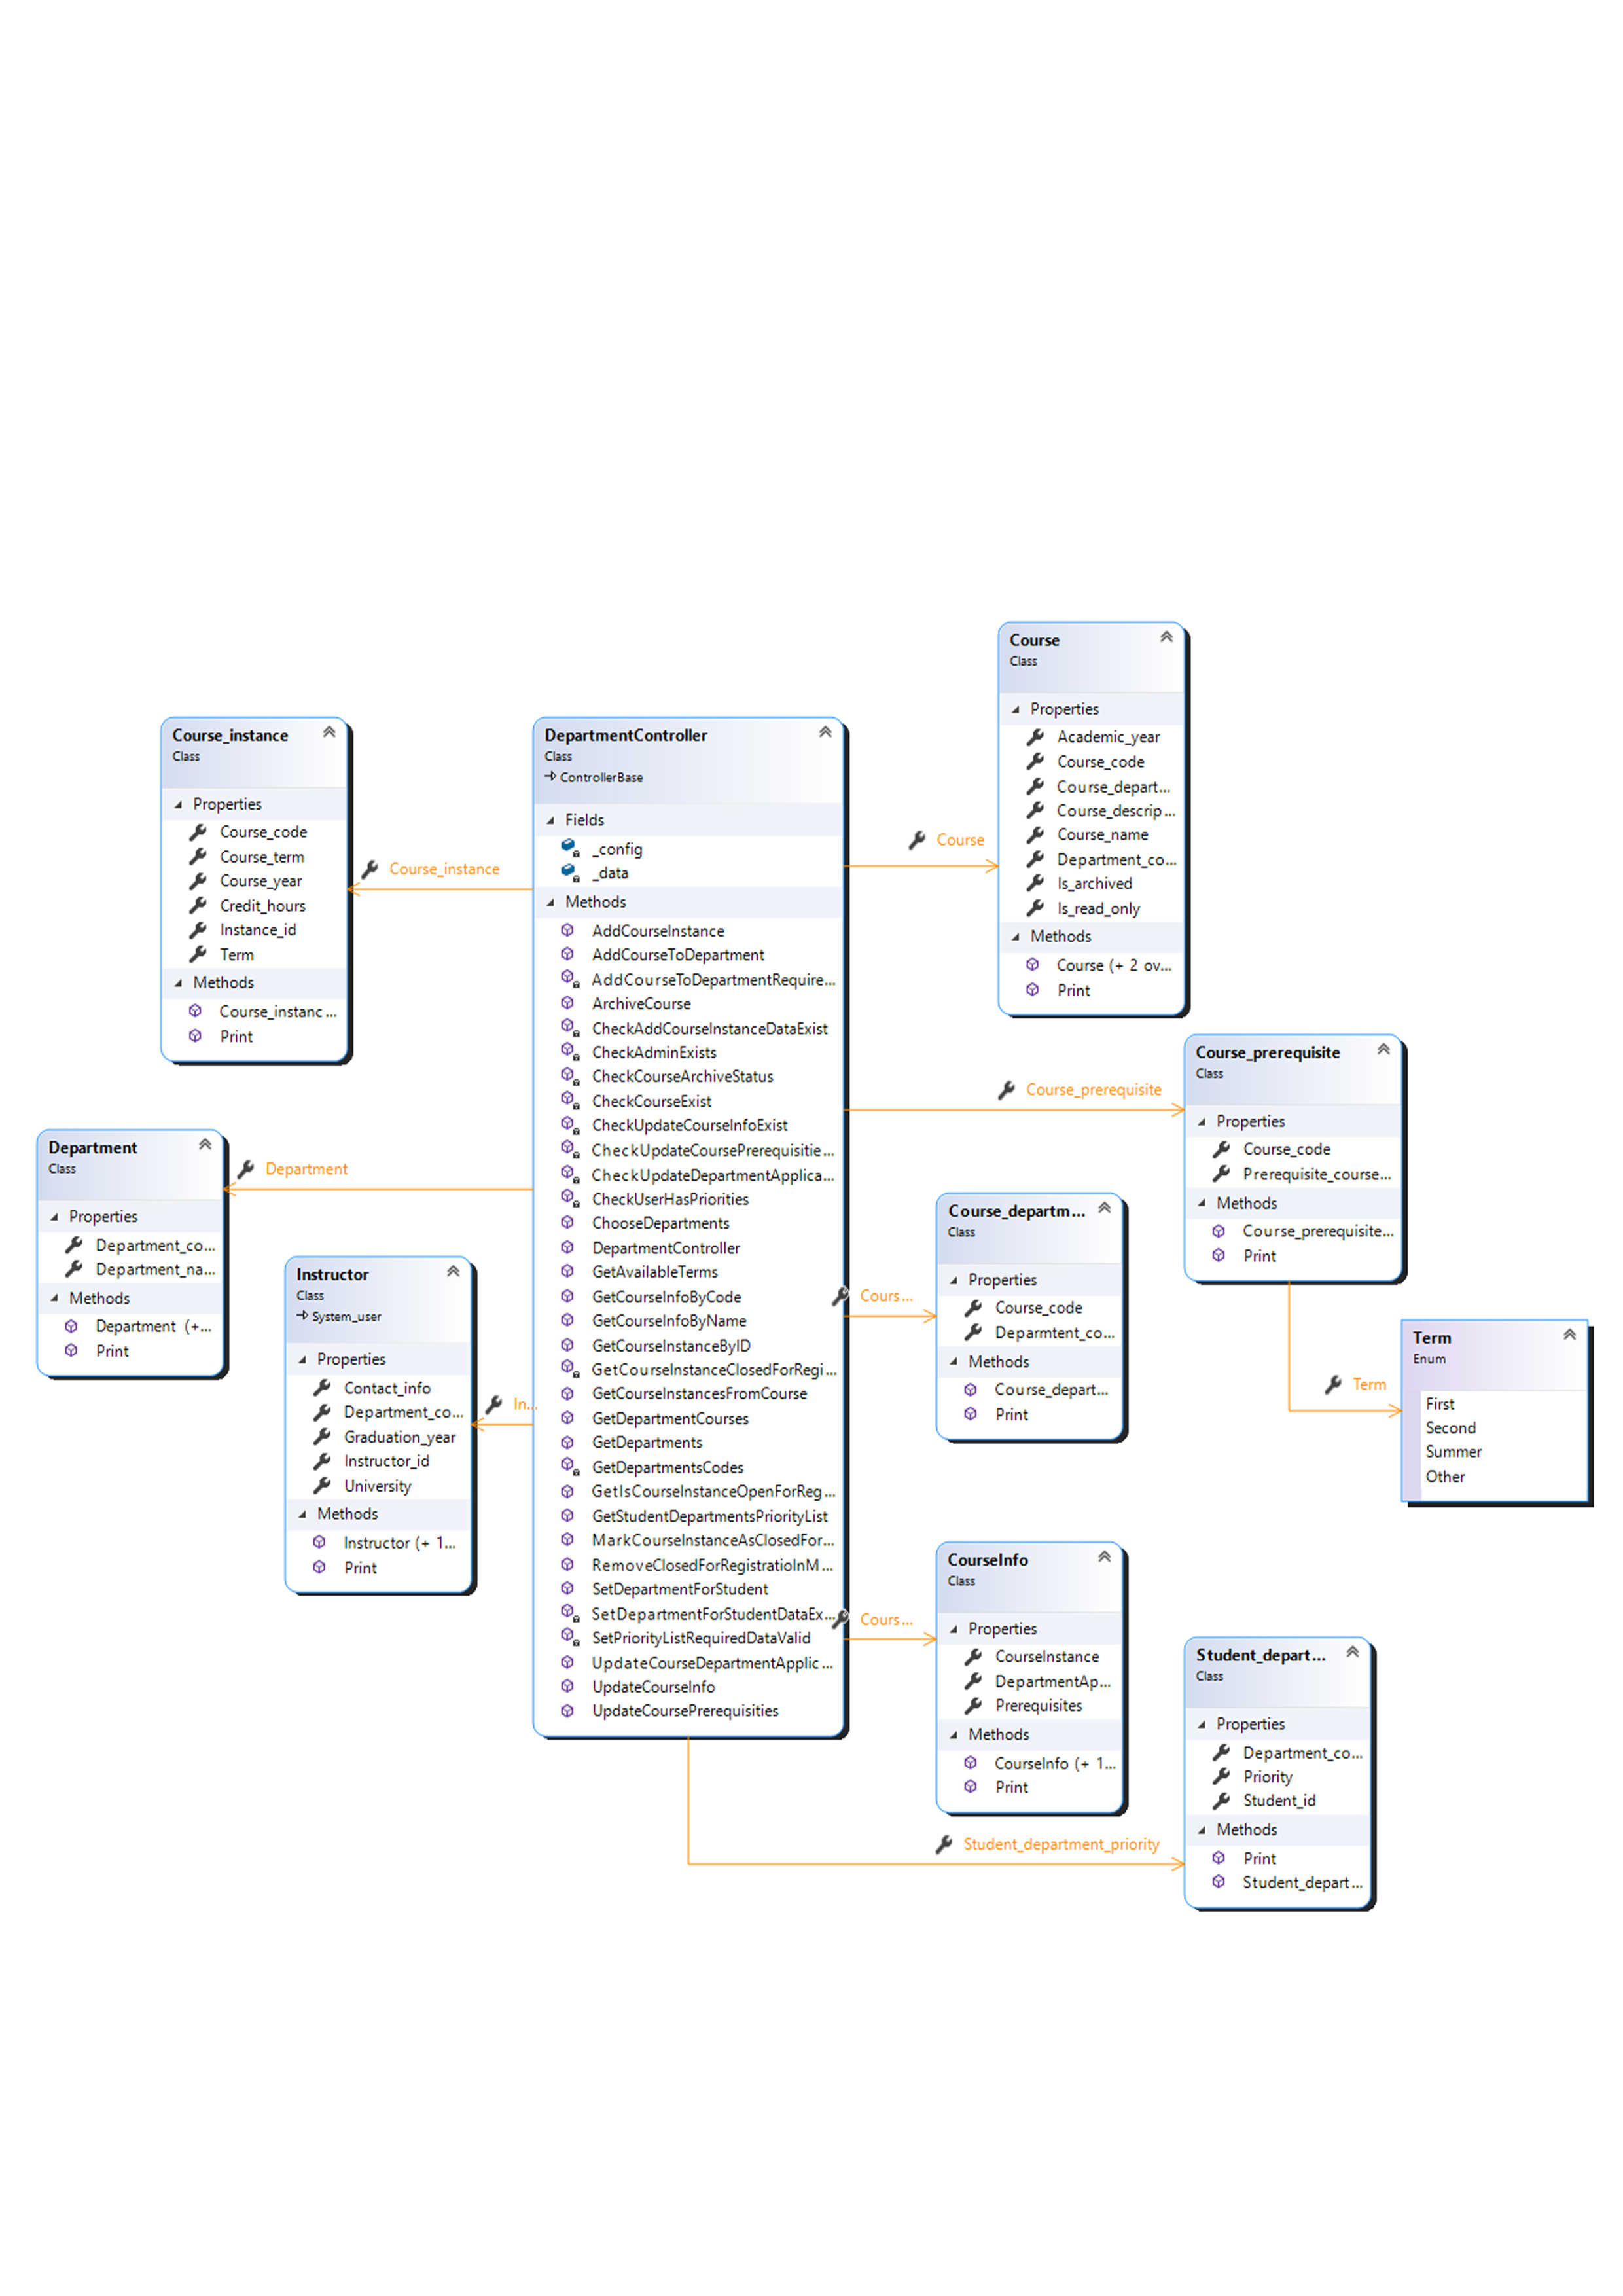 Course
Class
Properties
Academic_year
Course_code
Course_depart...
Course_descrip...
Course_name
Department_co...
Is_archived
Is_read_only
Methods
Course (+ 2 ov...
Print
Course_instance
Class
Properties
Course_code
Course_term
Course_year
Credit_hours
Instance_id
Term
Methods
Course_instanc...
Print
Course_instance
DepartmentController
Class
ControllerBase
Fields
_config
_data
Methods
AddCourseInstance
AddCourseToDepartment
AddCourseToDepartmentRequire...
ArchiveCourse
CheckAddCourseInstanceDataExist
CheckAdminExists
CheckCourseArchiveStatus
CheckCourseExist
CheckUpdateCourseInfoExist
CheckUpdateCoursePrerequisitie...
CheckUpdateDepartmentApplica...
CheckUserHasPriorities
ChooseDepartments
DepartmentController
GetAvailableTerms
GetCourseInfoByCode
GetCourseInfoByName
GetCourseInstanceByID
GetCourseInstanceClosedForRegi...
GetCourseInstancesFromCourse
GetDepartmentCourses
GetDepartments
GetDepartmentsCodes
GetIsCourseInstanceOpenForReg...
GetStudentDepartmentsPriorityList
MarkCourseInstanceAsClosedFor...
RemoveClosedForRegistratioInM...
SetDepartmentForStudent
SetDepartmentForStudentDataEx...
SetPriorityListRequiredDataValid
UpdateCourseDepartmentApplic...
UpdateCourseInfo
UpdateCoursePrerequisities
Course
Course_prerequisite
Course_prerequisite
Class
Properties
Course_code
Prerequisite_course...
Methods
Course_prerequisite...
Print
Department
Class
Properties
Department_co...
Department_na...
Methods
Department (+...
Print
Department
Instructor
Class
System_user
Properties
Contact_info
Department_co...
Graduation_year
Instructor_id
University
Methods
Instructor (+ 1...
Print
In...
Cours...
Course_departm...
Class
Properties
Course_code
Deparmtent_co...
Methods
Course_depart...
Print
Term
Term
Enum
First
Second
Summer
Other
Cours...
CourseInfo
Class
Properties
CourseInstance
DepartmentAp...
Prerequisites
Methods
CourseInfo (+ 1...
Print
Student_department_priority
Student_depart...
Class
Properties
Department_co...
Priority
Student_id
Methods
Print
Student_depart...